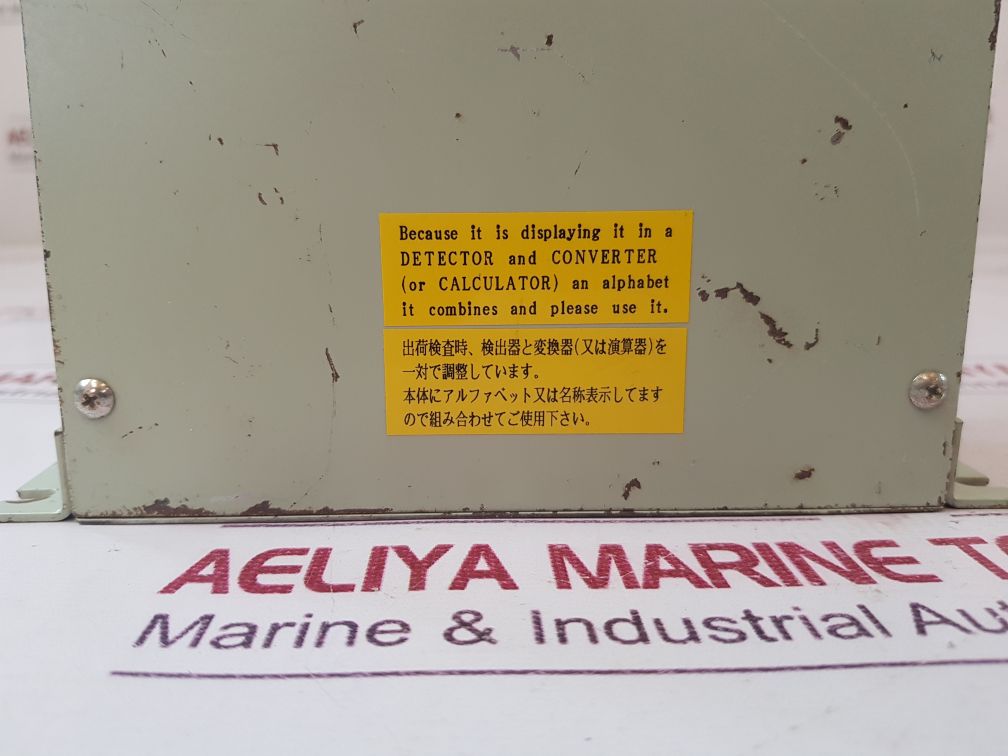 Because it is displaying it in a
DETECTOR and CONVERTER
(or CALCULATOR) an alphabet
it combines and please use it.
出荷検査時、検出器と変換器(又は演算器)を
一対で調整しています。
本体にアルファベット又は名称表示してます
ので組み合わせてご使用下さい。
AELIYA MARINE T
Marine & Industrial Au